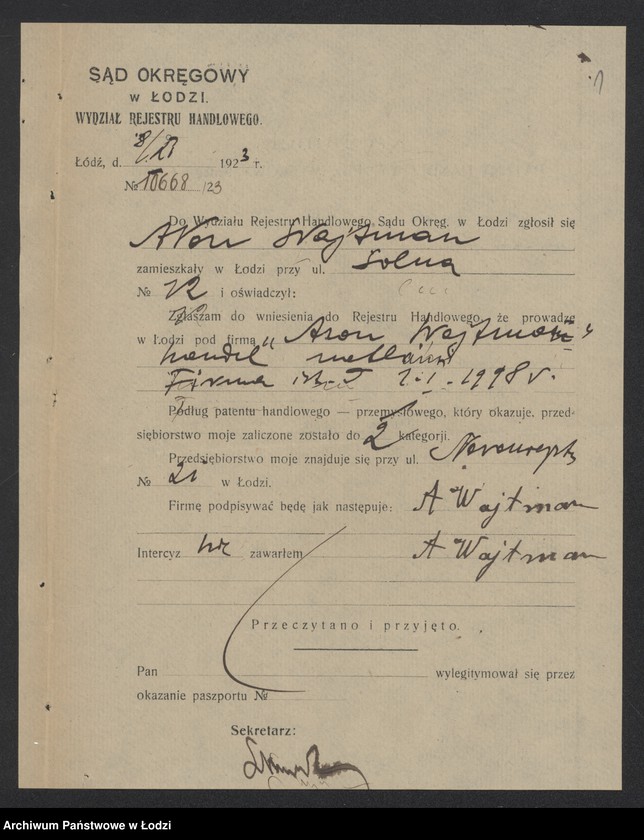 SĄD OKRĘGOWY
w ŁODZI.
WYDZIAŁ REJESTRU HANDLOWEGO.
Łódź, d. 1923 r.
№ 10668/23
Do Wydziału Rejestru Handlowego Sądu Okręg. w Łodzi zgłosił się
Aron Wajtman
zamieszkały w Łodzi przy ul. Solna
№ 12 i oświadczył:
Zgłaszam do wniesienia do Rejestru Handlowego, że prowadzę
w Łodzi pod firmą „Aron Wajtman"
handel
Firma 1.I.
Podług patentu handlowego — przemysłowego, który okazuje, przed-
siębiorstwo moje zaliczone zostało do 2 kategorji.
Przedsiębiorstwo moje znajduje się przy ul.
№ 21 w Łodzi.
Firmę podpisywać będę jak następuje: A Wajtman
Intercyz nie zawarłem A Wajtman
Przeczytano i przyjęto.
Pan wylegitymował się przez
okazanie paszportu №
Sekretarz:
Archiwum Państwowe w Łodzi